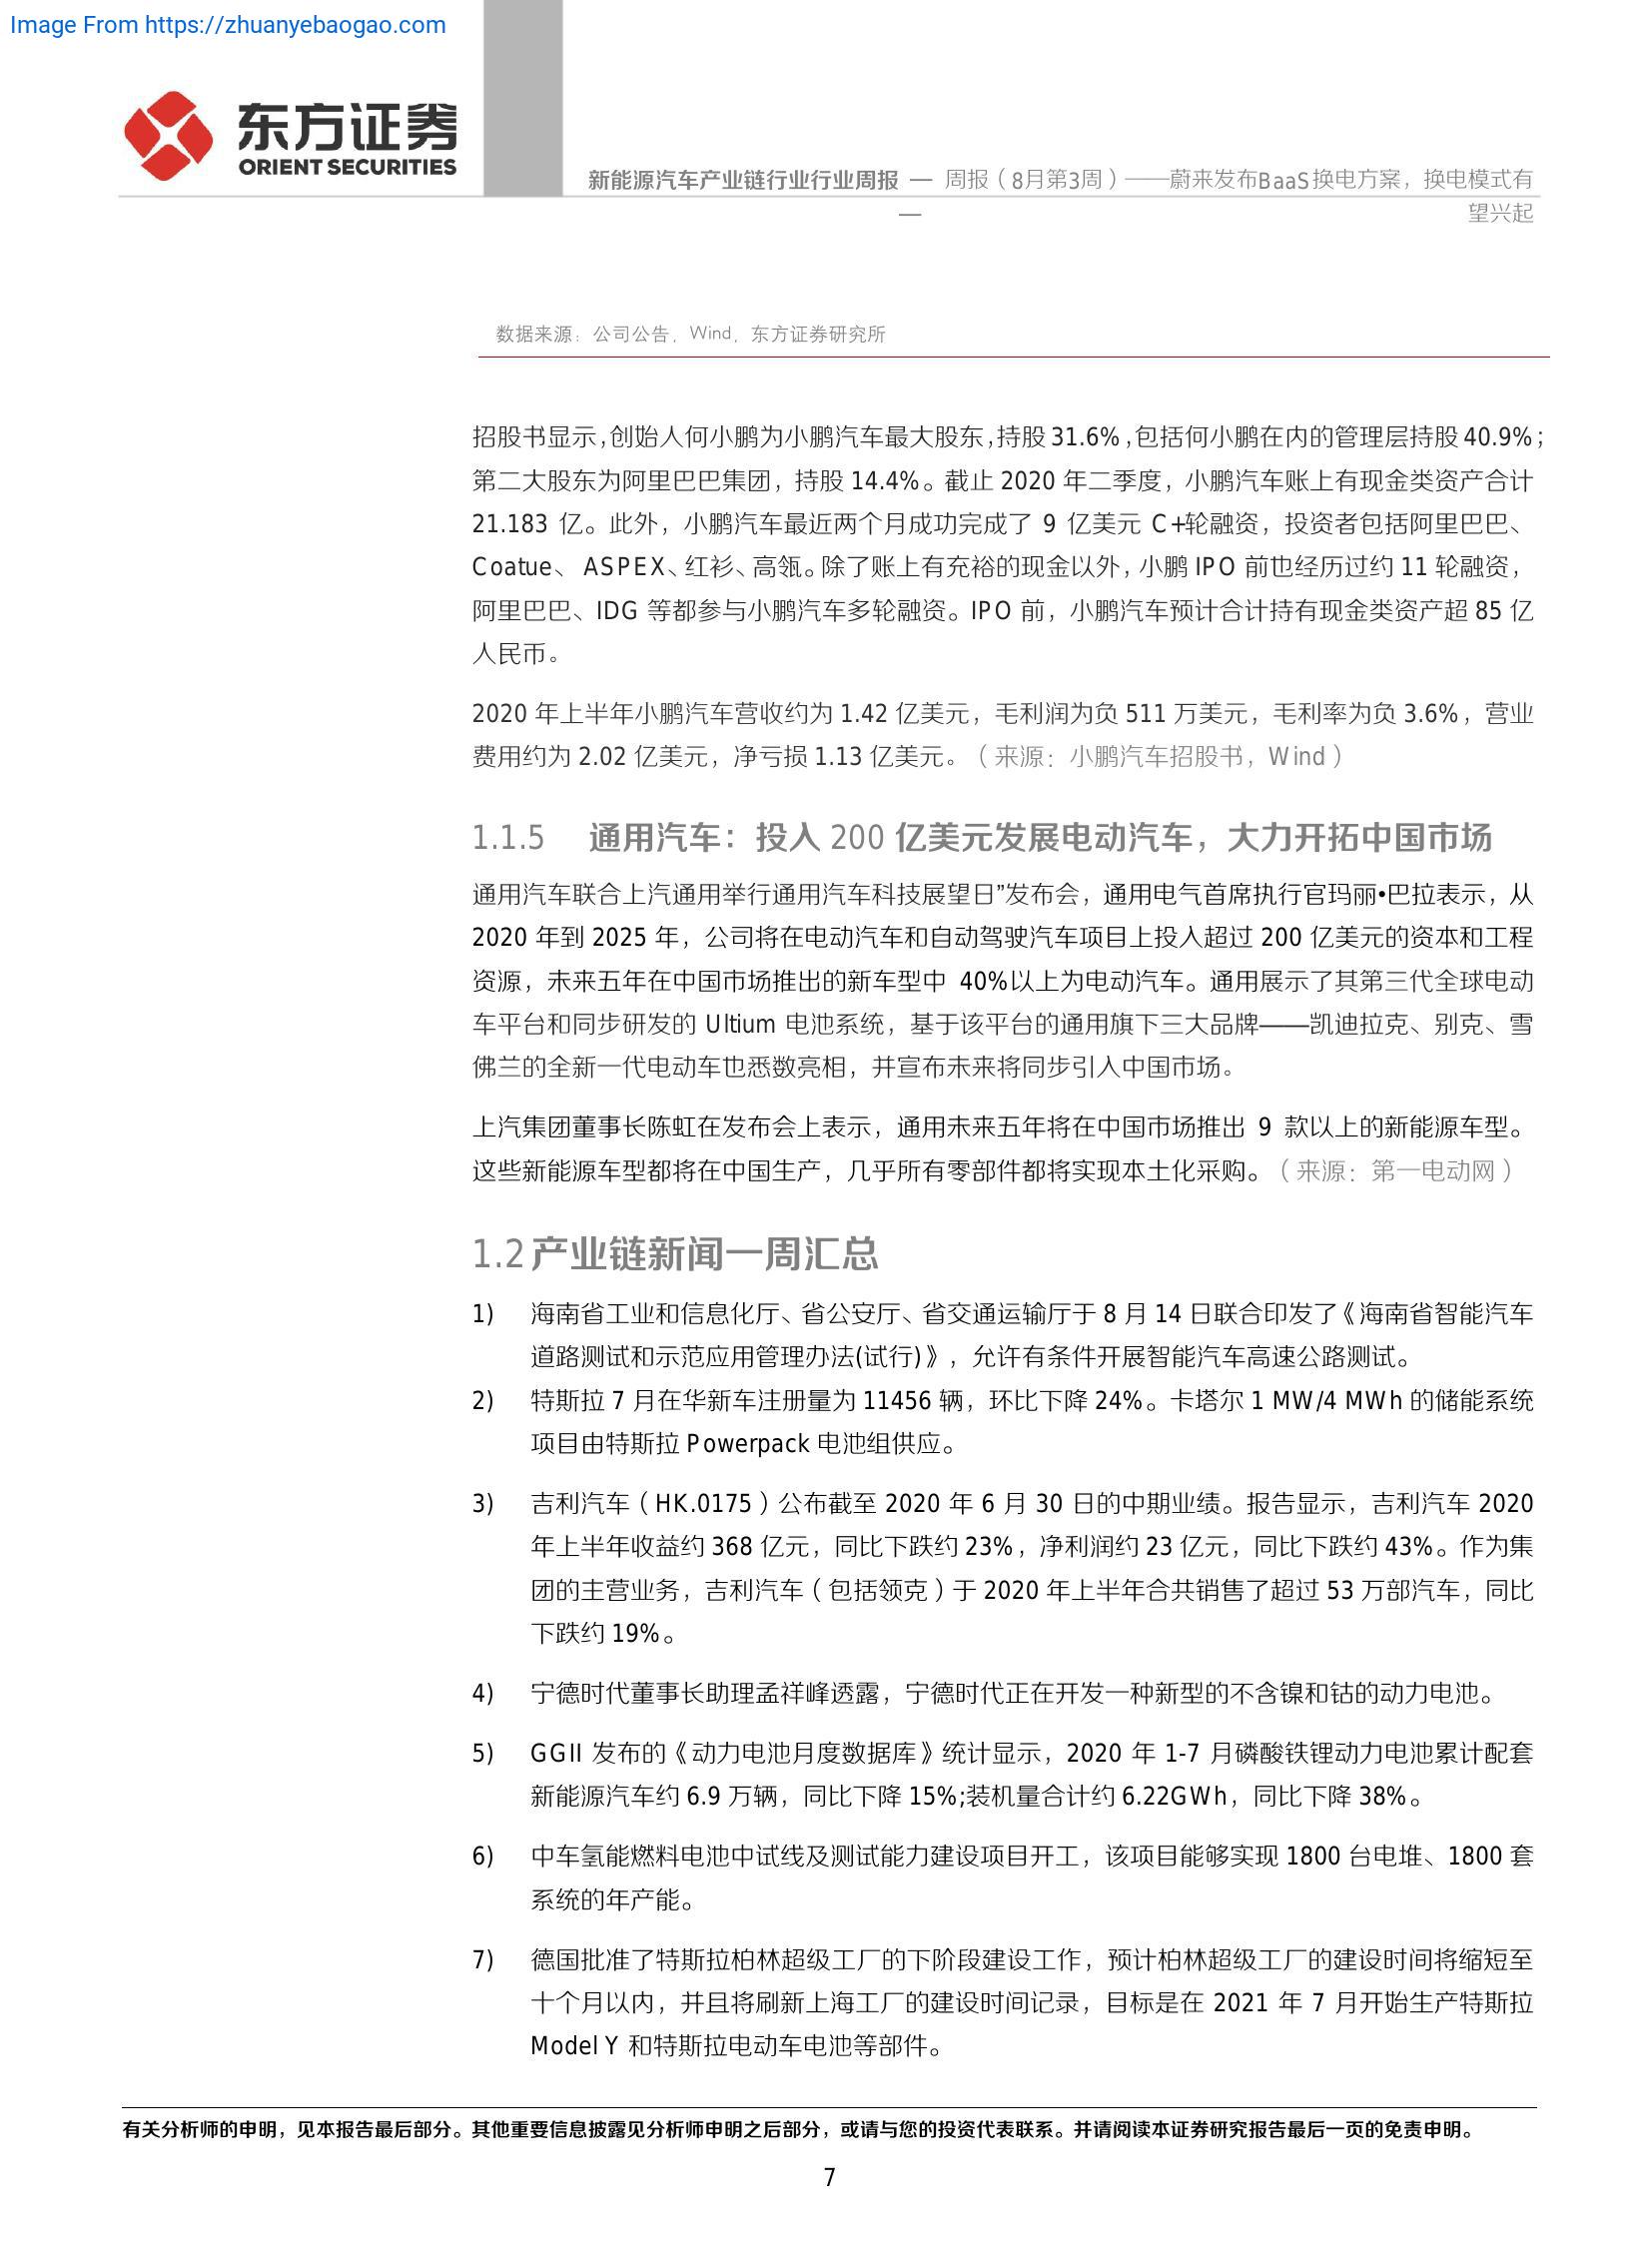 Image From https://zhuanyebaogao.com
东方证券
ORIENT SECURITIES
新能源汽车产业链行业行业周报 — 周报（8月第3周）——蔚来发布BaaS换电方案，换电模式有
— 望兴起
数据来源：公司公告，Wind，东方证券研究所
招股书显示，创始人何小鹏为小鹏汽车最大股东，持股 31.6%，包括何小鹏在内的管理层持股 40.9%；
第二大股东为阿里巴巴集团，持股 14.4%。截止 2020 年二季度，小鹏汽车账上有现金类资产合计
21.183 亿。此外，小鹏汽车最近两个月成功完成了 9 亿美元 C+轮融资，投资者包括阿里巴巴、
Coatue、ASPEX、红衫、高瓴。除了账上有充裕的现金以外，小鹏 IPO 前也经历过约 11 轮融资，
阿里巴巴、IDG 等都参与小鹏汽车多轮融资。IPO 前，小鹏汽车预计合计持有现金类资产超 85 亿
人民币。
2020 年上半年小鹏汽车营收约为 1.42 亿美元，毛利润为负 511 万美元，毛利率为负 3.6%，营业
费用约为 2.02 亿美元，净亏损 1.13 亿美元。（来源：小鹏汽车招股书，Wind）
1.1.5 通用汽车：投入 200 亿美元发展电动汽车，大力开拓中国市场
通用汽车联合上汽通用举行通用汽车科技展望日”发布会，通用电气首席执行官玛丽•巴拉表示，从
2020 年到 2025 年，公司将在电动汽车和自动驾驶汽车项目上投入超过 200 亿美元的资本和工程
资源，未来五年在中国市场推出的新车型中 40%以上为电动汽车。通用展示了其第三代全球电动
车平台和同步研发的 Ultium 电池系统，基于该平台的通用旗下三大品牌——凯迪拉克、别克、雪
佛兰的全新一代电动车也悉数亮相，并宣布未来将同步引入中国市场。
上汽集团董事长陈虹在发布会上表示，通用未来五年将在中国市场推出 9 款以上的新能源车型。
这些新能源车型都将在中国生产，几乎所有零部件都将实现本土化采购。（来源：第一电动网）
1.2 产业链新闻一周汇总
1) 海南省工业和信息化厅、省公安厅、省交通运输厅于 8 月 14 日联合印发了《海南省智能汽车
道路测试和示范应用管理办法(试行)》，允许有条件开展智能汽车高速公路测试。
2) 特斯拉 7 月在华新车注册量为 11456 辆，环比下降 24%。卡塔尔 1 MW/4 MWh 的储能系统
项目由特斯拉 Powerpack 电池组供应。
3) 吉利汽车（HK.0175）公布截至 2020 年 6 月 30 日的中期业绩。报告显示，吉利汽车 2020
年上半年收益约 368 亿元，同比下跌约 23%，净利润约 23 亿元，同比下跌约 43%。作为集
团的主营业务，吉利汽车（包括领克）于 2020 年上半年合共销售了超过 53 万部汽车，同比
下跌约 19%。
4) 宁德时代董事长助理孟祥峰透露，宁德时代正在开发一种新型的不含镍和钴的动力电池。
5) GGII 发布的《动力电池月度数据库》统计显示，2020 年 1-7 月磷酸铁锂动力电池累计配套
新能源汽车约 6.9 万辆，同比下降 15%;装机量合计约 6.22GWh，同比下降 38%。
6) 中车氢能燃料电池中试线及测试能力建设项目开工，该项目能够实现 1800 台电堆、1800 套
系统的年产能。
7) 德国批准了特斯拉柏林超级工厂的下阶段建设工作，预计柏林超级工厂的建设时间将缩短至
十个月以内，并且将刷新上海工厂的建设时间记录，目标是在 2021 年 7 月开始生产特斯拉
Model Y 和特斯拉电动车电池等部件。
有关分析师的申明，见本报告最后部分。其他重要信息披露见分析师申明之后部分，或请与您的投资代表联系。并请阅读本证券研究报告最后一页的免责申明。
7